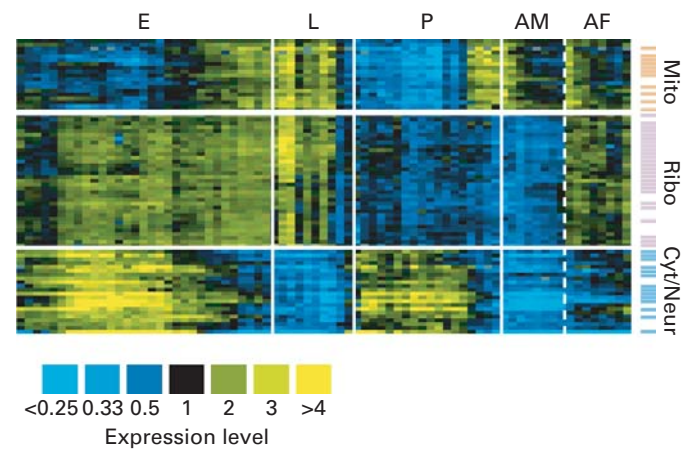 E L P AM AF
Mito
Ribo
Cyt/Neur
<0.25 0.33 0.5 1 2 3 >4
Expression level